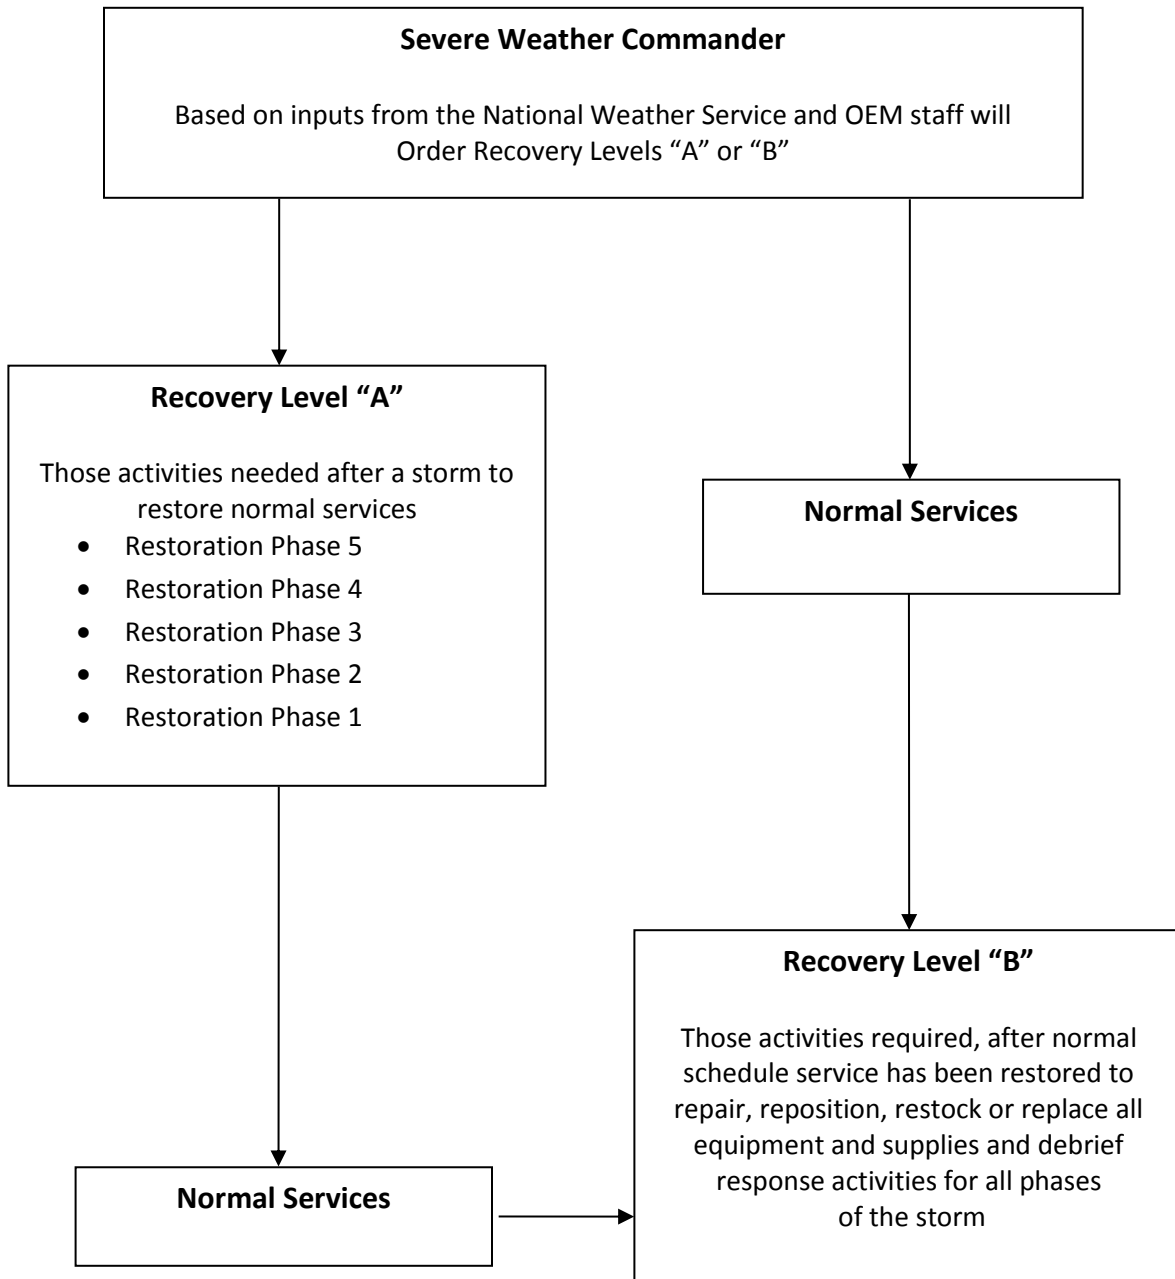 Severe Weather Commander
Based on inputs from the National Weather Service and OEM staff will
Order Recovery Levels “A” or “B”
Recovery Level “A”
Those activities needed after a storm to
restore normal services
• Restoration Phase 5
• Restoration Phase 4
• Restoration Phase 3
• Restoration Phase 2
• Restoration Phase 1
Normal Services
Recovery Level “B”
Those activities required, after normal
schedule service has been restored to
repair, reposition, restock or replace all
equipment and supplies and debrief
response activities for all phases
of the storm
Normal Services